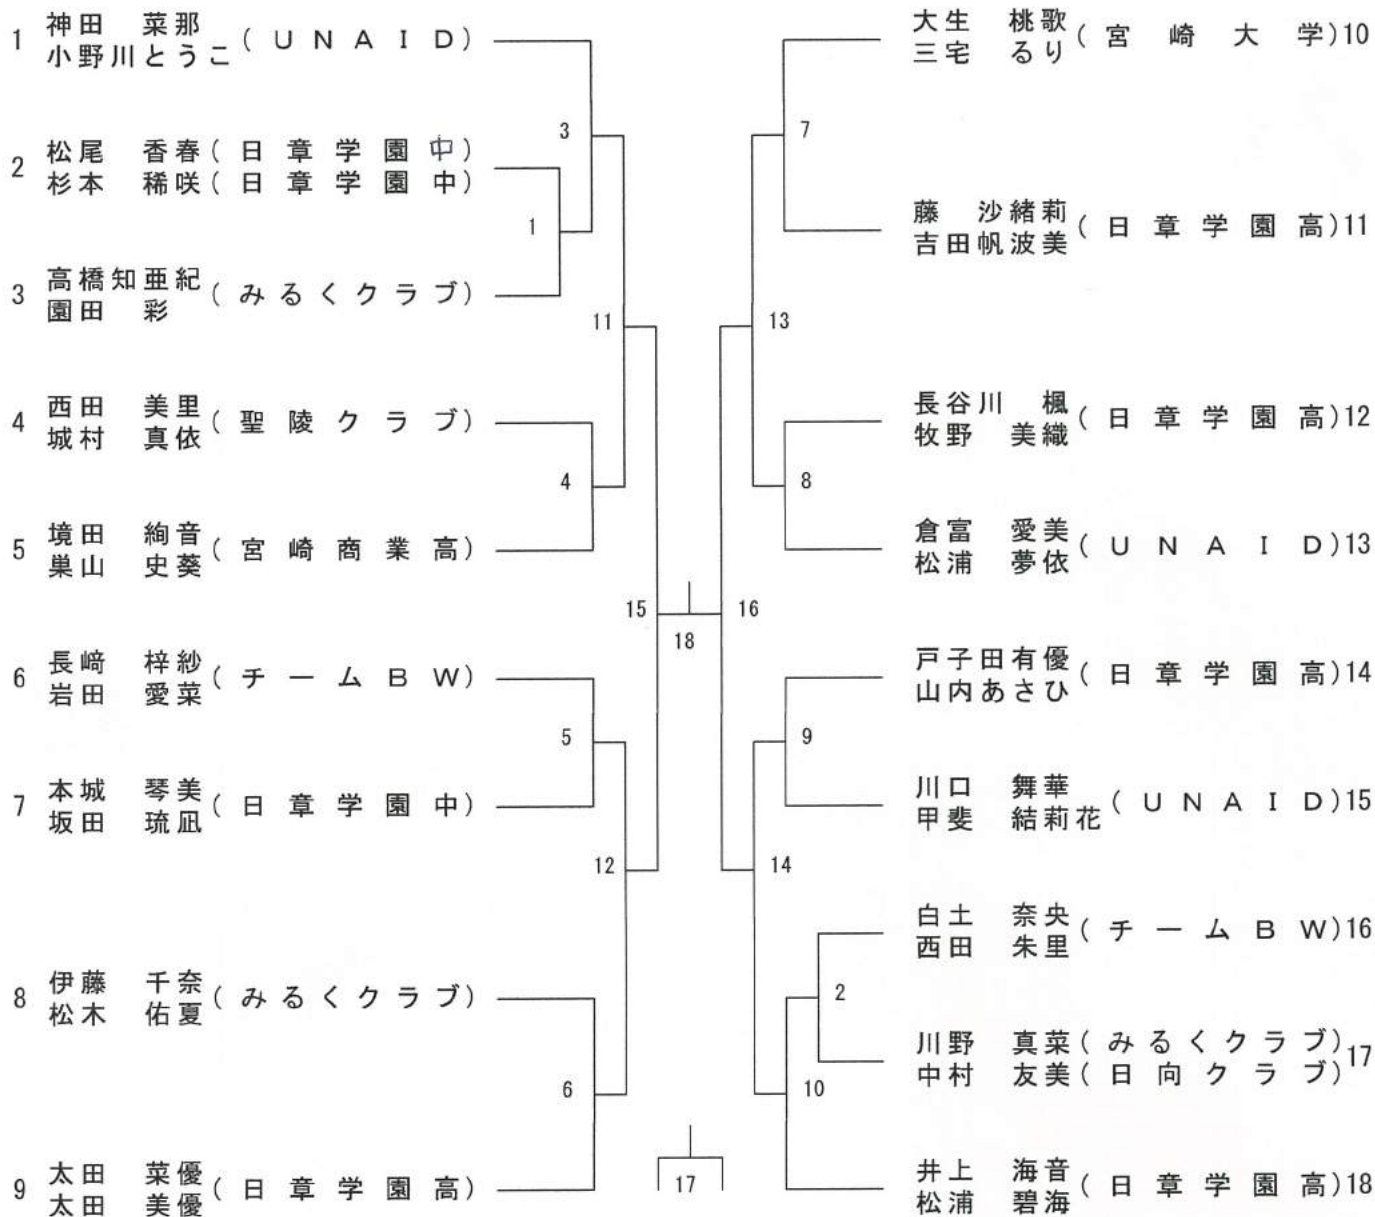 1 神田 菜那
小野川とうこ (UNAID)
2 松尾 香春(日章学園中)
杉本 稀咲(日章学園中)
3 高橋知亜紀
園田 彩 (みるくクラブ)
4 西田 美里
城村 真依 (聖陵クラブ)
5 境田 絢音
巣山 史葵 (宮崎商業高)
6 長﨑 梓紗
岩田 愛菜 (チームBW)
7 本城 琴美
坂田 琉凪 (日章学園中)
8 伊藤 千奈
松木 佑夏 (みるくクラブ)
9 太田 菜優
太田 美優 (日章学園高)
3
1
11
4
15
5
12
6
18
17
7
13
8
16
9
14
2
10
大生 桃歌
三宅 るり (宮崎大学)10
藤 沙緒莉
吉田帆波美 (日章学園高)11
長谷川 楓
牧野 美織 (日章学園高)12
倉富 愛美
松浦 夢依 (UNAID)13
戸子田有優
山内あさひ (日章学園高)14
川口 舞華
甲斐 結莉花 (UNAID)15
白土 奈央
西田 朱里 (チームBW)16
川野 真菜(みるくクラブ)
中村 友美(日向クラブ) 17
井上 海音
松浦 碧海 (日章学園高)18